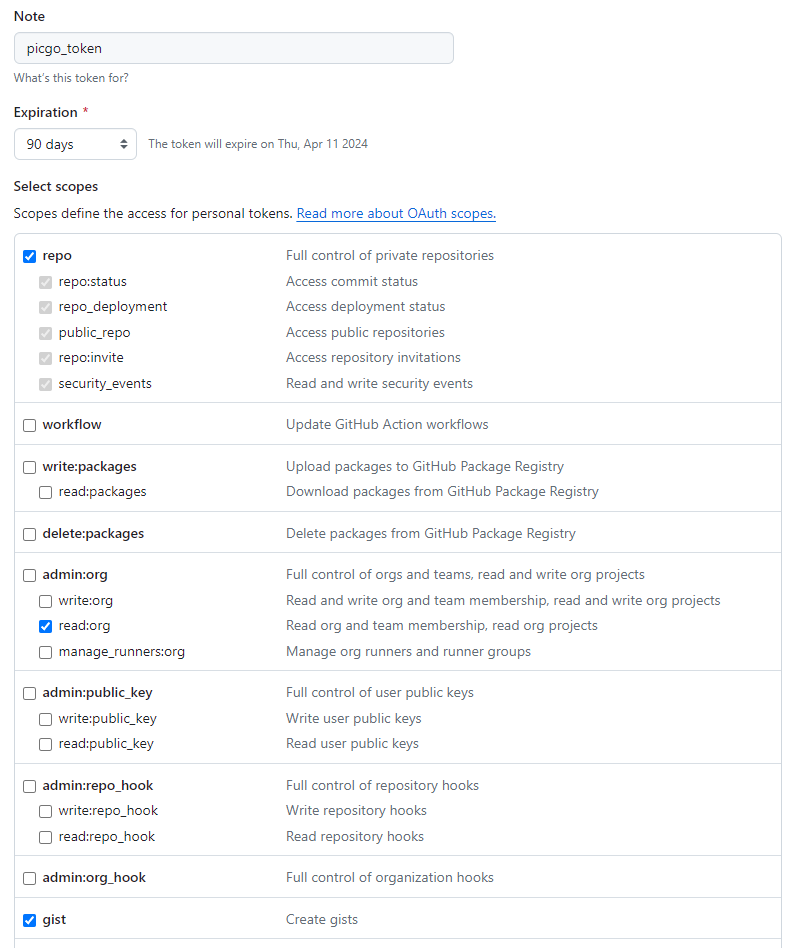 Note
picgo_token
What's this token for?
Expiration *
90 days The token will expire on Thu, Apr 11 2024
Select scopes
Scopes define the access for personal tokens. Read more about OAuth scopes.
repo Full control of private repositories
repo:status Access commit status
repo_deployment Access deployment status
public_repo Access public repositories
repo:invite Access repository invitations
security_events Read and write security events
workflow Update GitHub Action workflows
write:packages Upload packages to GitHub Package Registry
read:packages Download packages from GitHub Package Registry
delete:packages Delete packages from GitHub Package Registry
admin:org Full control of orgs and teams, read and write org projects
write:org Read and write org and team membership, read and write org projects
read:org Read org and team membership, read org projects
manage_runners:org Manage org runners and runner groups
admin:public_key Full control of user public keys
write:public_key Write user public keys
read:public_key Read user public keys
admin:repo_hook Full control of repository hooks
write:repo_hook Write repository hooks
read:repo_hook Read repository hooks
admin:org_hook Full control of organization hooks
gist Create gists